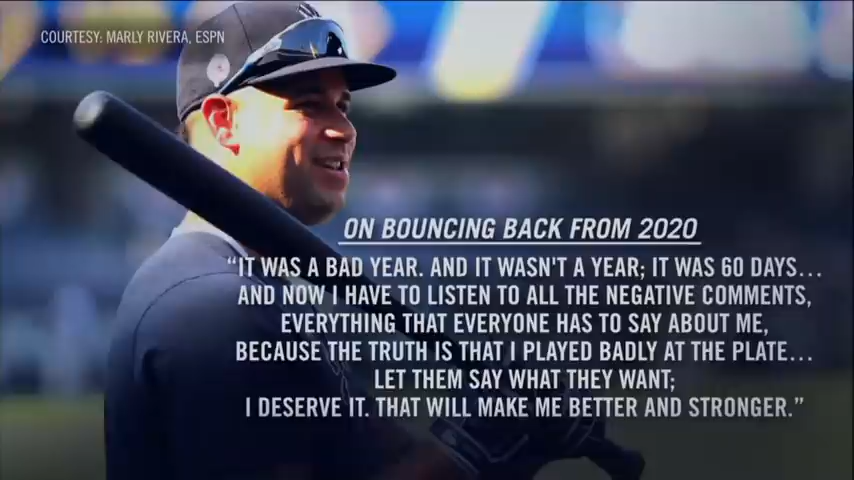 COURTESY: MARLY RIVERA, ESPN
ON BOUNCING BACK FROM 2020
“IT WAS A BAD YEAR. AND IT WASN'T A YEAR; IT WAS 60 DAYS...
AND NOW I HAVE TO LISTEN TO ALL THE NEGATIVE COMMENTS,
EVERYTHING THAT EVERYONE HAS TO SAY ABOUT ME,
BECAUSE THE TRUTH IS THAT I PLAYED BADLY AT THE PLATE...
LET THEM SAY WHAT THEY WANT;
I DESERVE IT. THAT WILL MAKE ME BETTER AND STRONGER.”